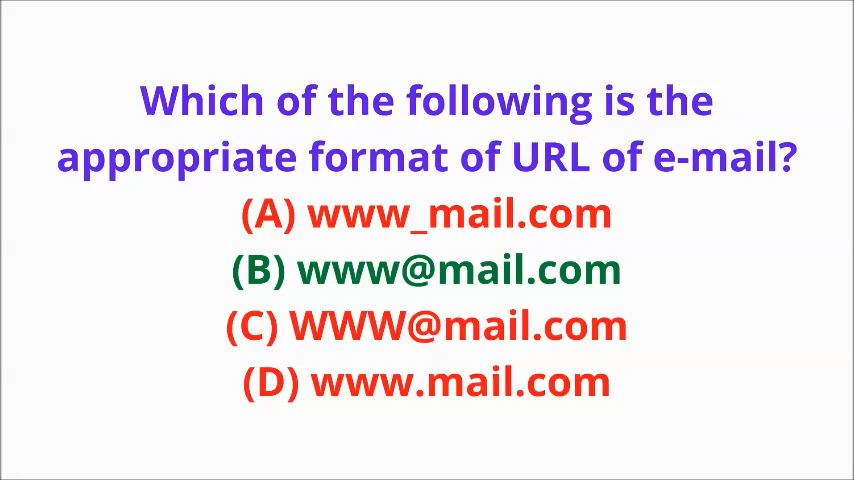 Which of the following is the
appropriate format of URL of e-mail?
(A) www_mail.com
(B) www@mail.com
(C) WWW@mail.com
(D) www.mail.com